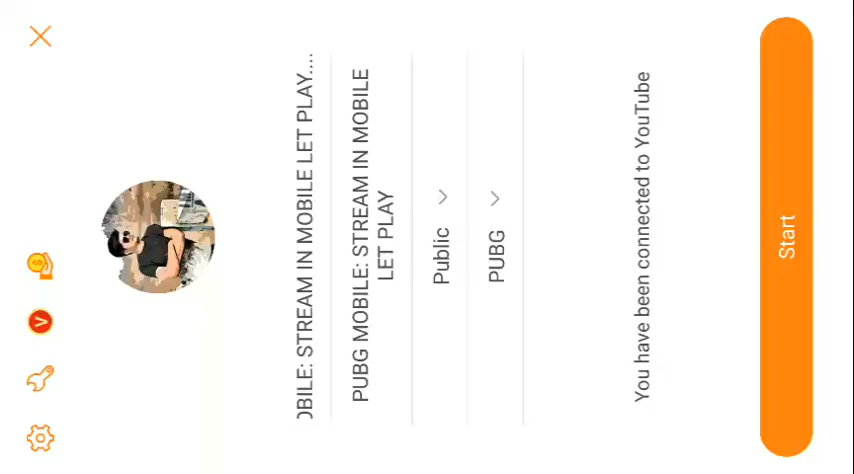 OBILE: STREAM IN MOBILE LET PLAY....
PUBG MOBILE: STREAM IN MOBILE
LET PLAY
Public
PUBG
You have been connected to YouTube
Start